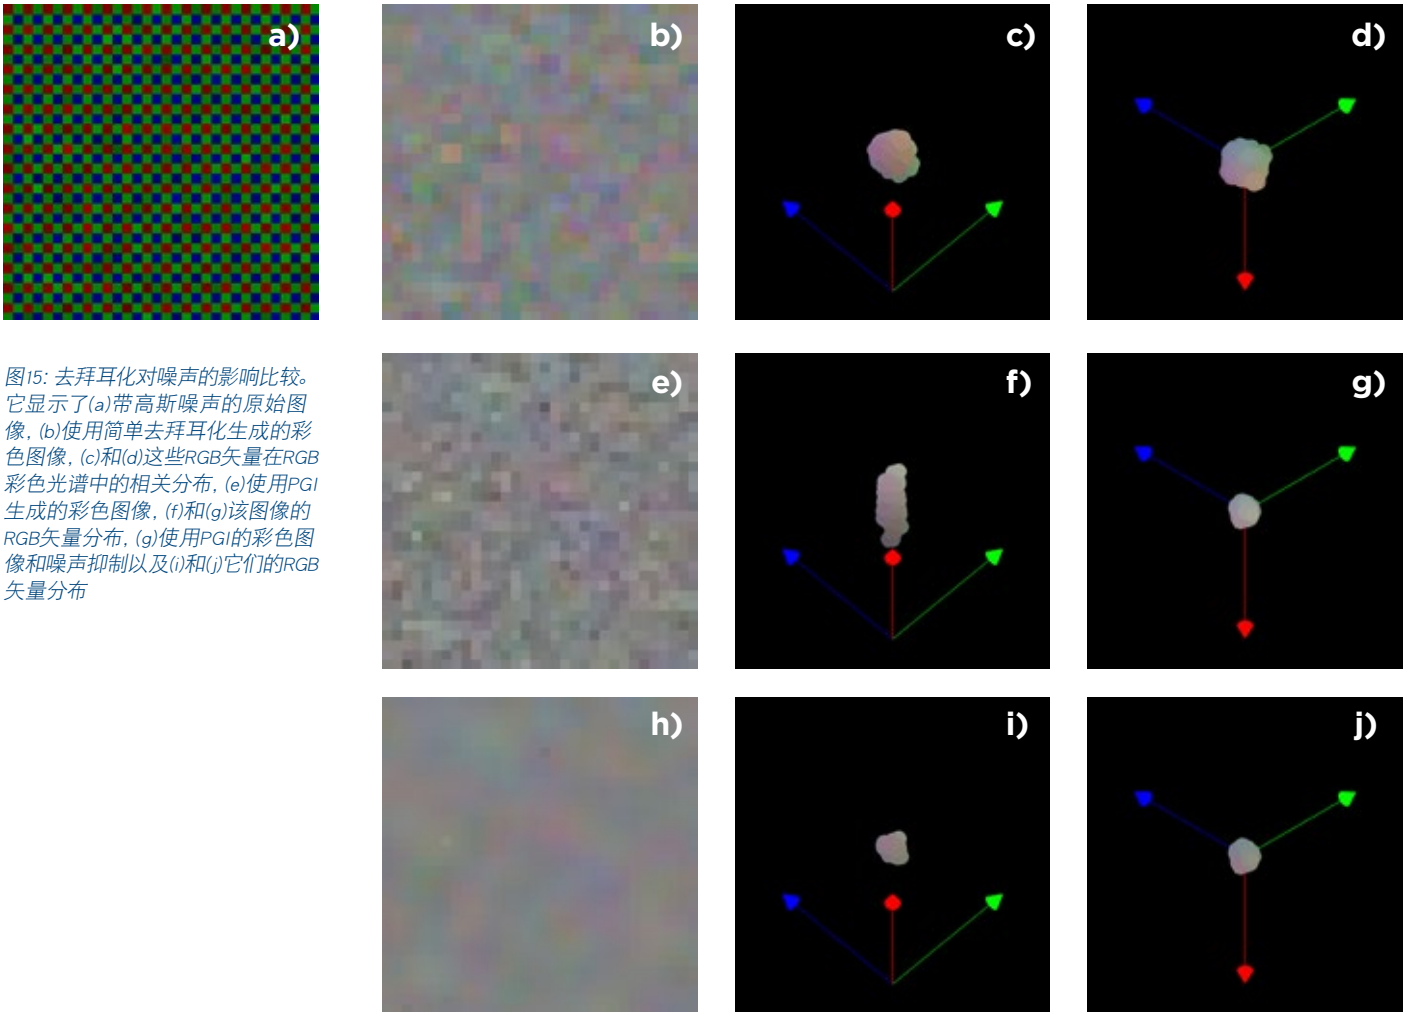 a)
b)
c)
d)
图15: 去拜耳化对噪声的影响比较。
它显示了(a)带高斯噪声的原始图
像, (b)使用简单去拜耳化生成的彩
色图像, (c)和(d)这些RGB矢量在RGB
彩色光谱中的相关分布, (e)使用PGI
生成的彩色图像, (f)和(g)该图像的
RGB矢量分布, (g)使用PGI的彩色图
像和噪声抑制以及(i)和(j)它们的RGB
矢量分布
e)
f)
g)
h)
i)
j)